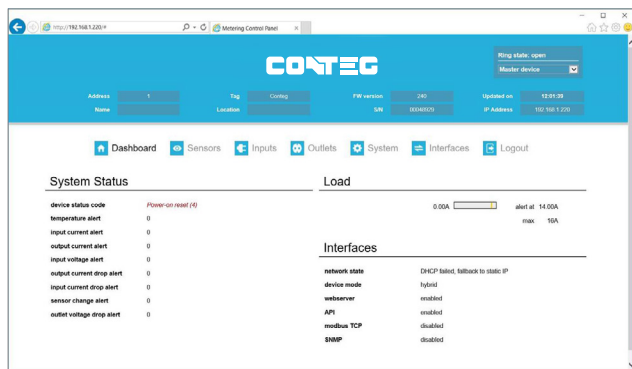 http://192.168.1.220/#
Metering Control Panel
CONTEG
Ring state: open
Master device
Address 1 Tag Conteg FW version 240 Updated on 12:01:39
Name Location S/N 00048929 IP Address 192.168.1.220
Dashboard Sensors Inputs Outlets System Interfaces Logout
System Status
device status code Power-on reset (4)
temperature alert 0
input current alert 0
output current alert 0
input voltage alert 0
output current drop alert 0
input current drop alert 0
sensor change alert 0
outlet voltage drop alert 0
Load
0.00A alert at 14.00A
max 16A
Interfaces
network state DHCP failed, fallback to static IP
device mode hybrid
webserver enabled
API enabled
modbus TCP disabled
SNMP disabled